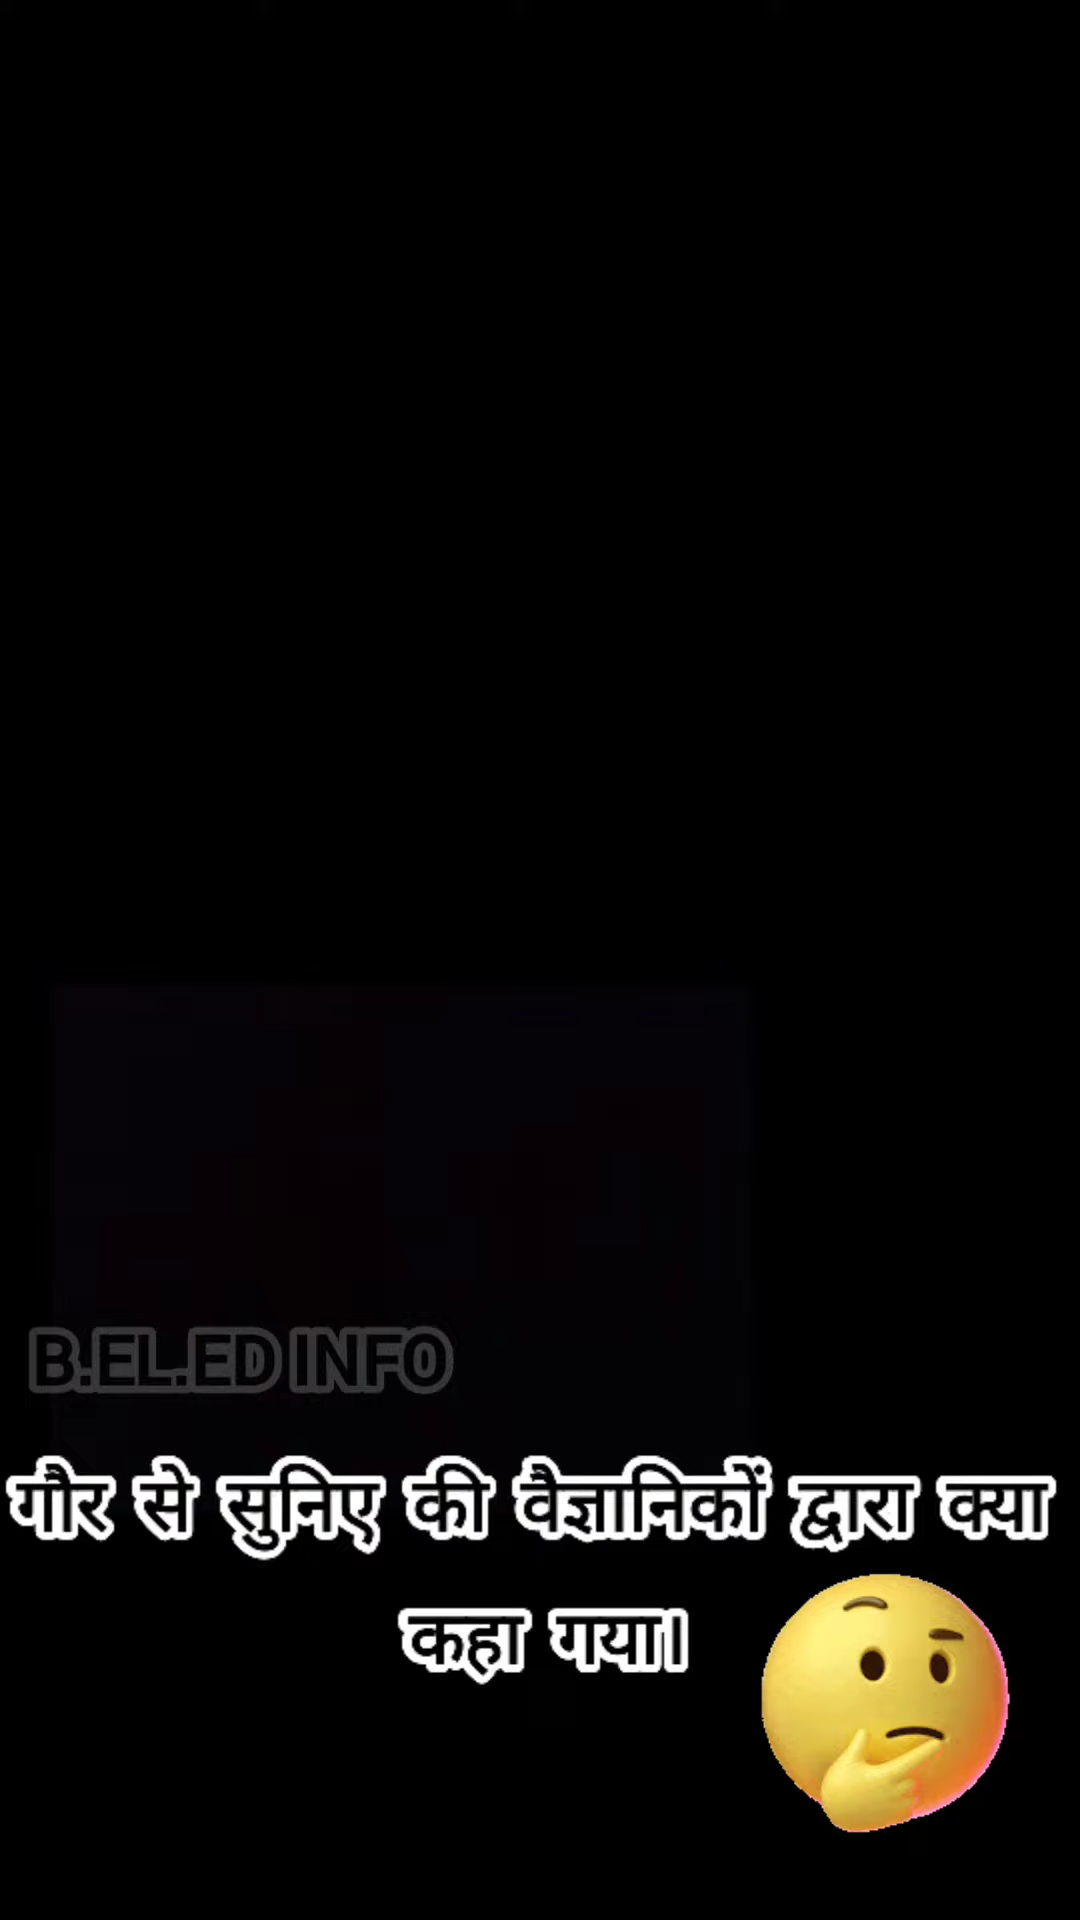 B.EL.ED INFO
गौर से सुनिए की वैज्ञानिकों द्वारा क्या
कहा गया।